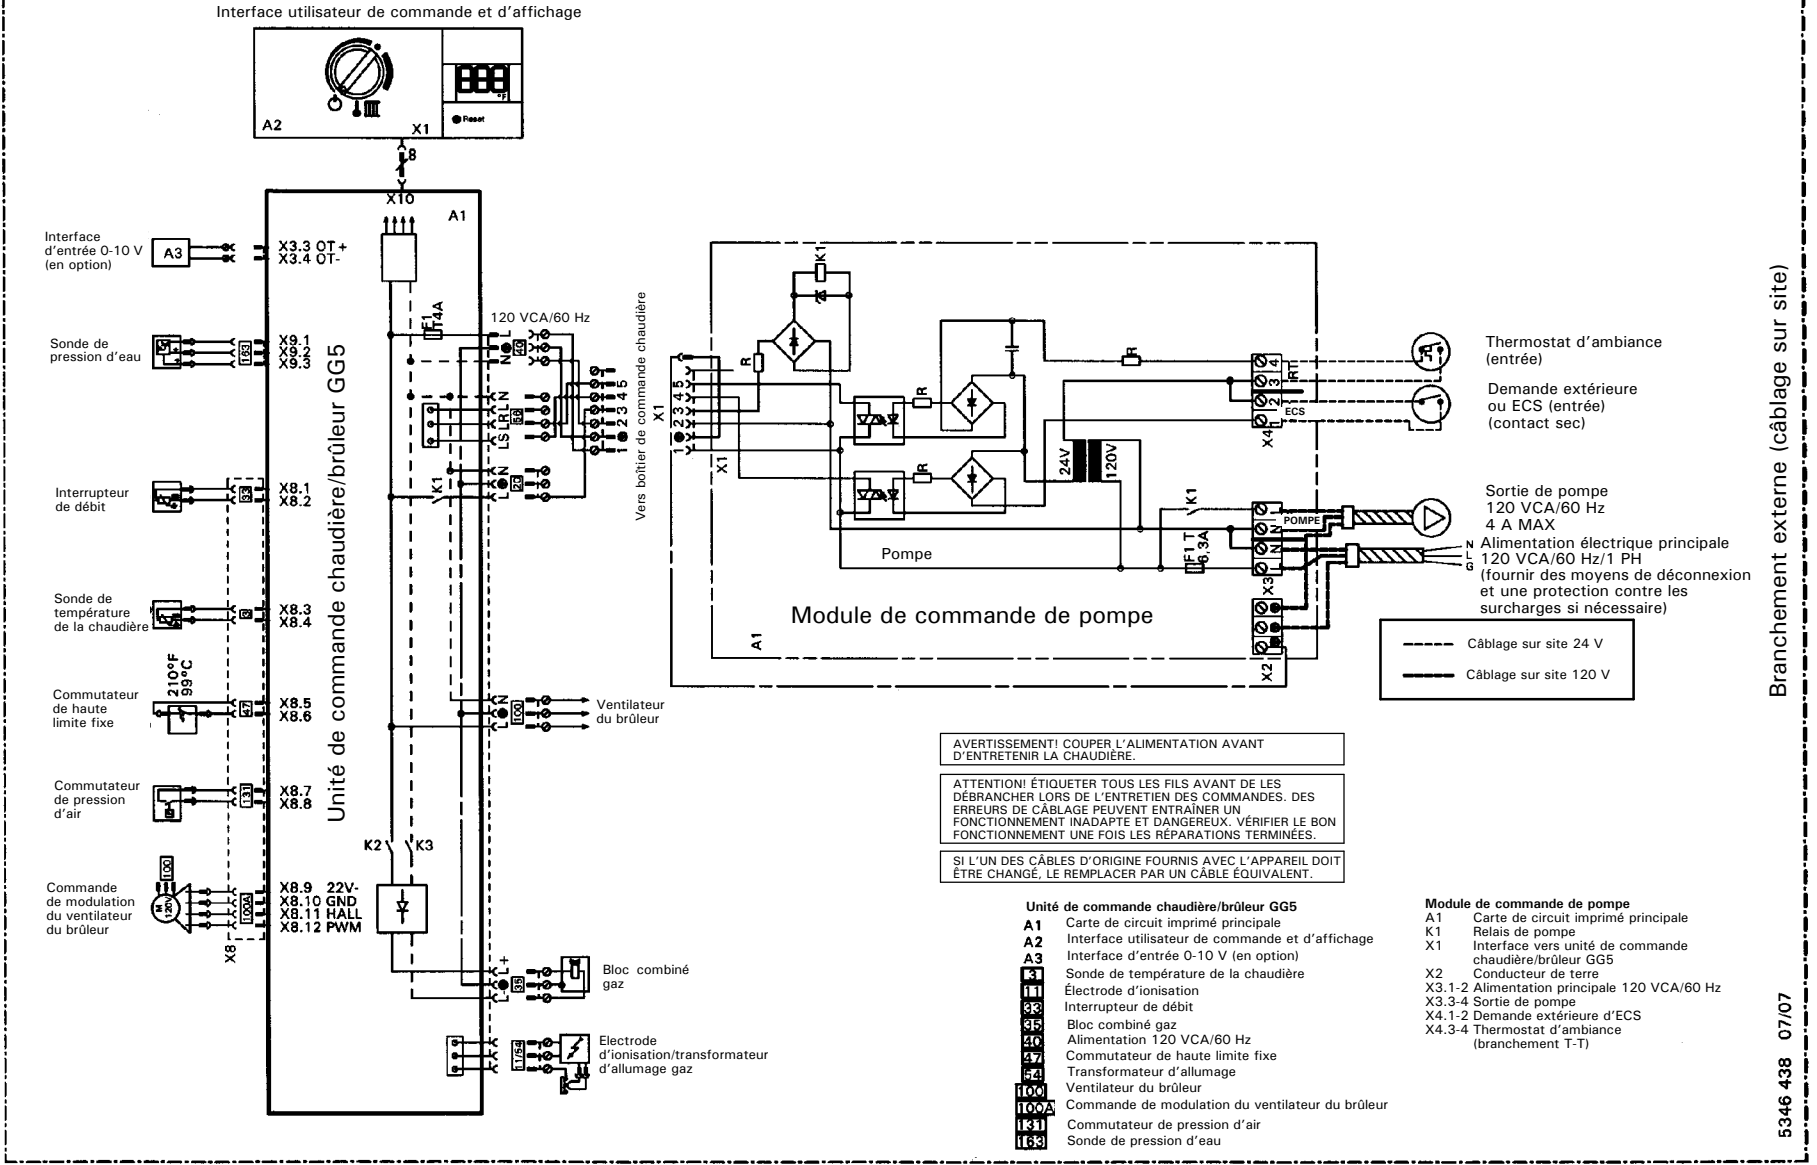 Interface utilisateur de commande et d'affichage
°F
Reset
A2
X1
8
X10
A1
Interface
d'entrée 0-10 V
(en option)
A3
X3.3 OT+
X3.4 OT-
Sonde de
pression d'eau
163
X9.1
X9.2
X9.3
Interrupteur
de débit
33
X8.1
X8.2
Sonde de
température
de la chaudière
3
X8.3
X8.4
210°F
99°C
Commutateur
de haute
limite fixe
47
X8.5
X8.6
Commutateur
de pression
d'air
131
X8.7
X8.8
Commande
de modulation
du ventilateur
du brûleur
100
M
120V
100A
X8.9 22V-
X8.10 GND
X8.11 HALL
X8.12 PWM
X8
Unité de commande chaudière/brûleur GG5
F1
T4A
120 VCA/60 Hz
L
N
40
N
LR
LS
56
K1
N
L
20
N
L
100
Ventilateur
du brûleur
K2
K3
L+
L-
35
Bloc combiné
gaz
11/54
Electrode
d'ionisation/transformateur
d'allumage gaz
5
4
3
2
1
Vers boîtier de commande chaudière
X1
5
4
3
2
1
X1
K1
R
R
R
R
24V
120V
K1
F1 T
6,3A
Pompe
Module de commande de pompe
A1
4
3
2
1
RT
ECS
X4
L
N
POMPE
N
L
X3
X2
Thermostat d'ambiance
(entrée)
Demande extérieure
ou ECS (entrée)
(contact sec)
Sortie de pompe
120 VCA/60 Hz
4 A MAX
N
L
G
Alimentation électrique principale
120 VCA/60 Hz/1 PH
(fournir des moyens de déconnexion
et une protection contre les
surcharges si nécessaire)
Câblage sur site 24 V
Câblage sur site 120 V
Branchement externe (câblage sur site)
AVERTISSEMENT! COUPER L'ALIMENTATION AVANT
D'ENTRETENIR LA CHAUDIÈRE.
ATTENTION! ÉTIQUETER TOUS LES FILS AVANT DE LES
DÉBRANCHER LORS DE L'ENTRETIEN DES COMMANDES. DES
ERREURS DE CÂBLAGE PEUVENT ENTRAÎNER UN
FONCTIONNEMENT INADAPTE ET DANGEREUX. VÉRIFIER LE BON
FONCTIONNEMENT UNE FOIS LES RÉPARATIONS TERMINÉES.
SI L'UN DES CÂBLES D'ORIGINE FOURNIS AVEC L'APPAREIL DOIT
ÊTRE CHANGÉ, LE REMPLACER PAR UN CÂBLE ÉQUIVALENT.
Unité de commande chaudière/brûleur GG5
A1 Carte de circuit imprimé principale
A2 Interface utilisateur de commande et d'affichage
A3 Interface d'entrée 0-10 V (en option)
3 Sonde de température de la chaudière
11 Électrode d'ionisation
33 Interrupteur de débit
35 Bloc combiné gaz
40 Alimentation 120 VCA/60 Hz
47 Commutateur de haute limite fixe
54 Transformateur d'allumage
100 Ventilateur du brûleur
100A Commande de modulation du ventilateur du brûleur
131 Commutateur de pression d'air
163 Sonde de pression d'eau
Module de commande de pompe
A1 Carte de circuit imprimé principale
K1 Relais de pompe
X1 Interface vers unité de commande
chaudière/brûleur GG5
X2 Conducteur de terre
X3.1-2 Alimentation principale 120 VCA/60 Hz
X3.3-4 Sortie de pompe
X4.1-2 Demande extérieure d'ECS
X4.3-4 Thermostat d'ambiance
(branchement T-T)
5346 438 07/07